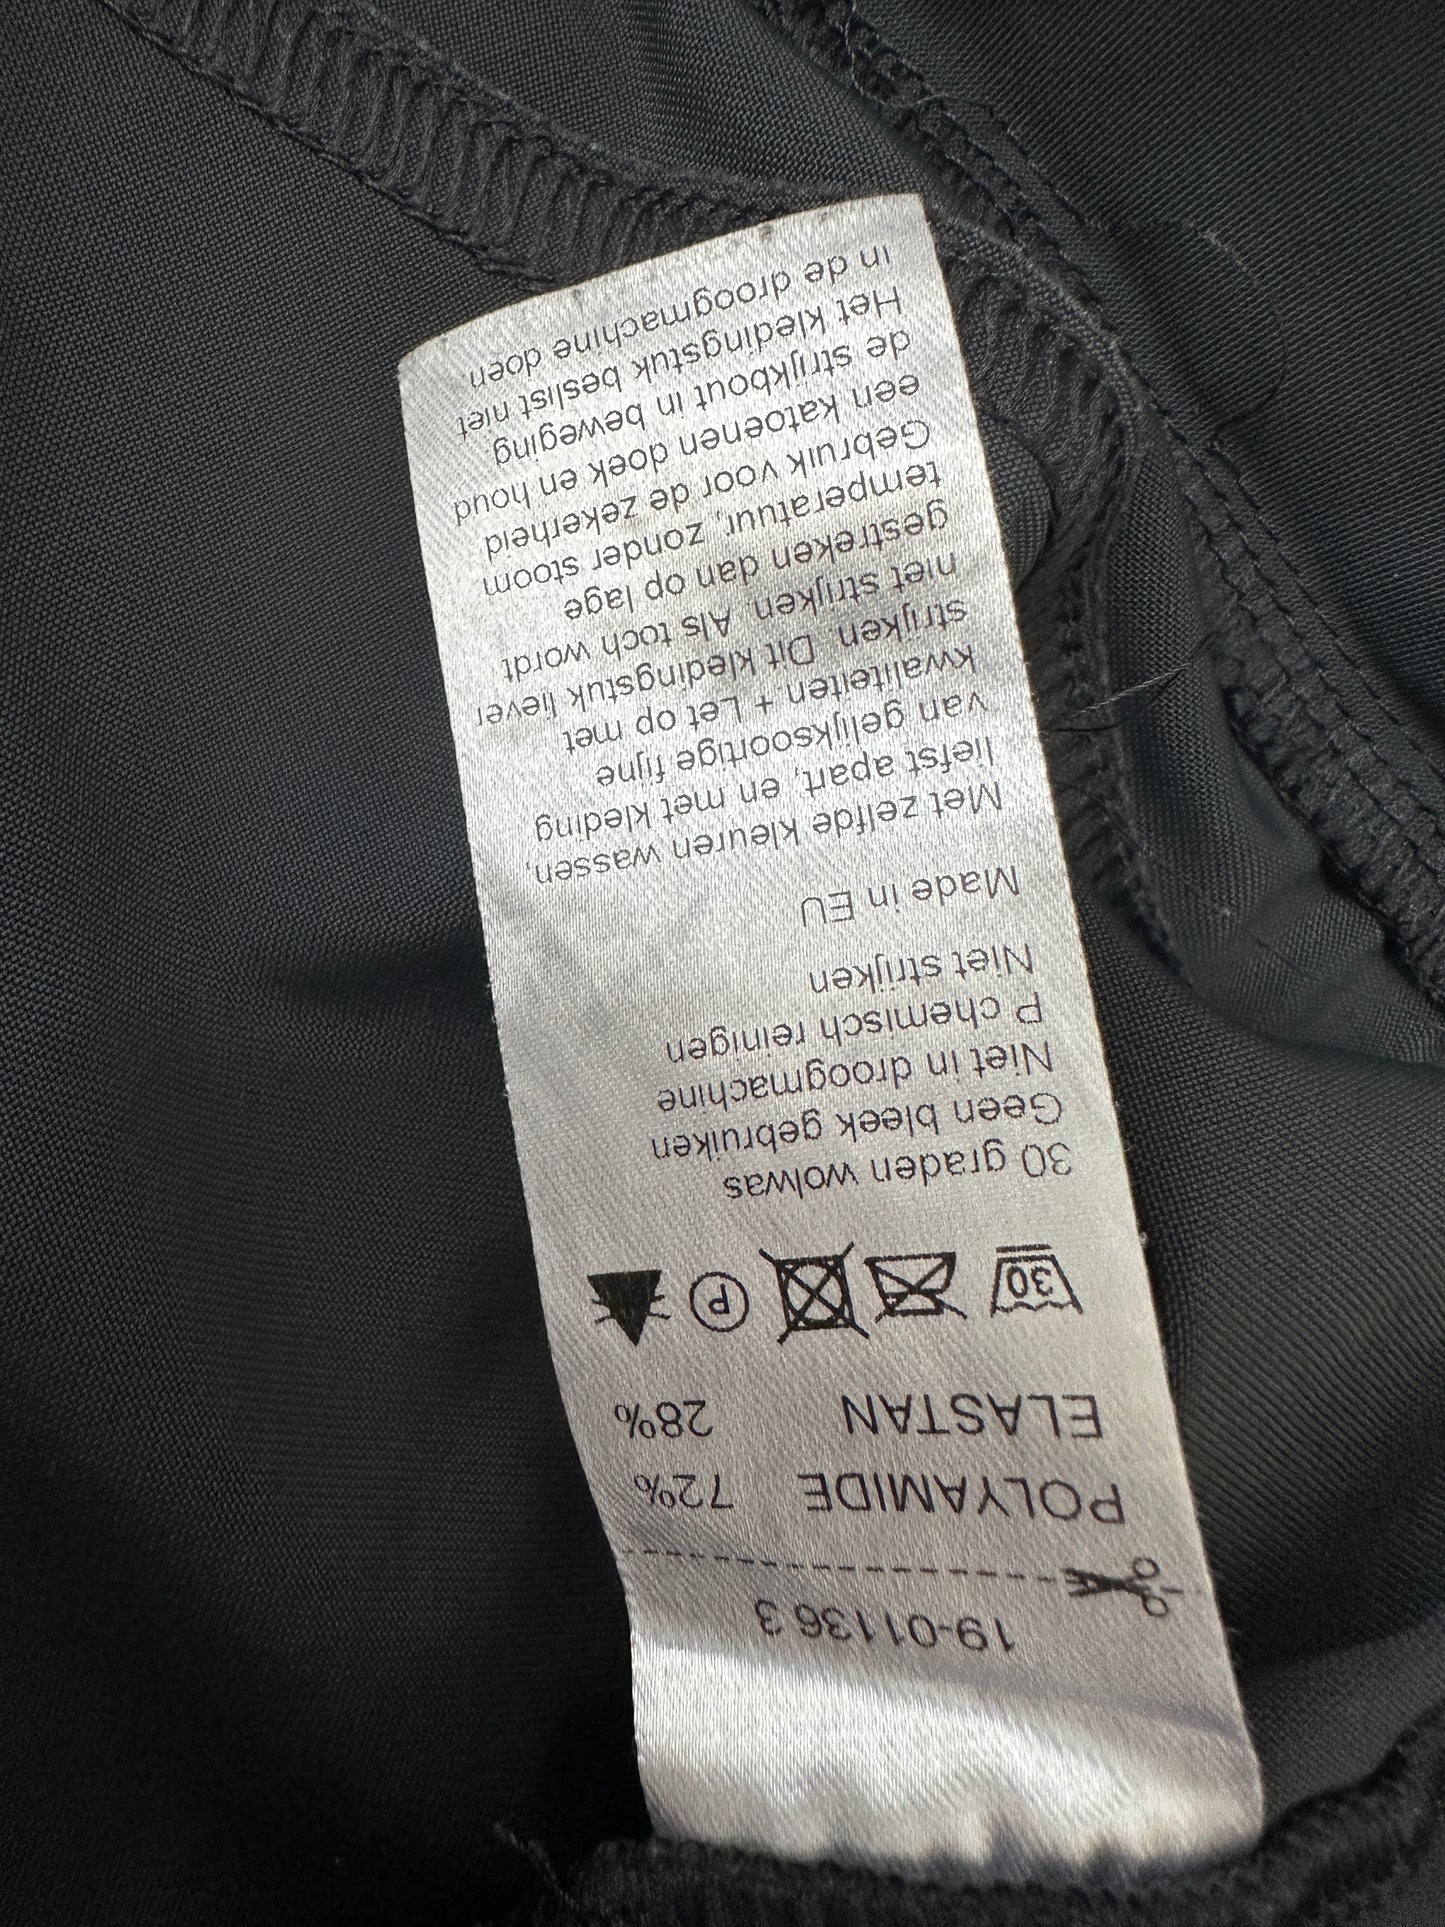 19-01136 3
POLYAMIDE 72%
ELASTAN 28%
30 P
30 graden wolwas
Geen bleek gebruiken
Niet in droogmachine
P chemisch reinigen
Niet strijken
Made in EU
Met zelfde kleuren wassen,
liefst apart, en met kleding
van gelijksoortige fijne
kwaliteiten + Let op met
strijken. Dit kledingstuk liever
niet strijken. Als toch wordt
gestreken dan op lage
temperatuur, zonder stoom
Gebruik voor de zekerheid
een katoenen doek en houd
de strijkbout in beweging
Het kledingstuk beslist niet
in de droogmachine doen